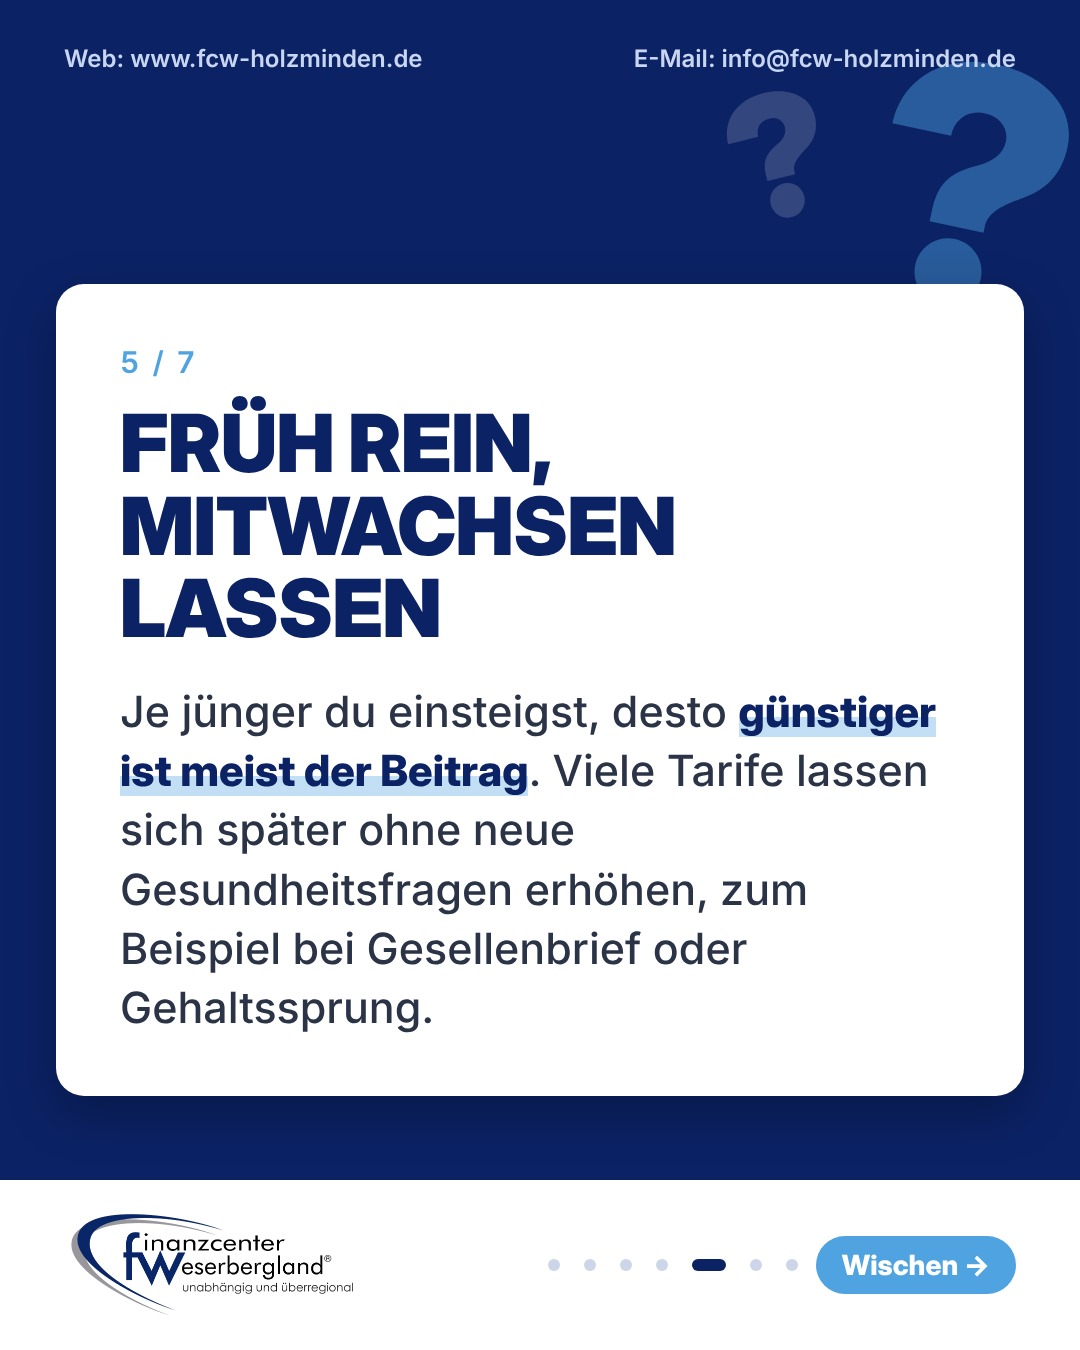 Web: www.fcw-holzminden.de
E-Mail: info@fcw-holzminden.de
?
?
5 / 7
FRÜH REIN,
MITWACHSEN
LASSEN
Je jünger du einsteigst, desto günstiger
ist meist der Beitrag. Viele Tarife lassen
sich später ohne neue
Gesundheitsfragen erhöhen, zum
Beispiel bei Gesellenbrief oder
Gehaltssprung.
finanzcenter
Weserbergland®
unabhängig und überregional
Wischen →